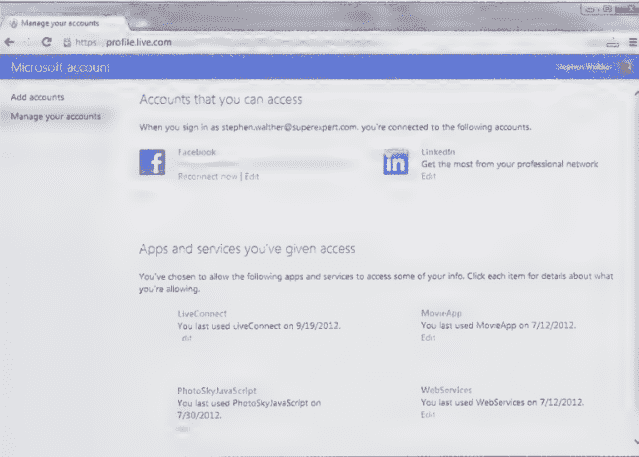 Manage your accounts
https profile.live.com
Microsoft account
Stephen Walther
Add accounts
Manage your accounts
Accounts that you can access
When you sign in as stephen.walther@superexpert.com, you're connected to the following accounts.
Facebook
Reconnect now | Edit
LinkedIn
Get the most from your professional network
Edit
Apps and services you've given access
You've chosen to allow the following apps and services to access some of your info. Click each item for details about what
you're allowing.
LiveConnect
You last used LiveConnect on 9/19/2012.
dit
MovieApp
You last used MovieApp on 7/12/2012.
Edit
PhotoSkyJavaScript
You last used PhotoSkyJavaScript on
7/30/2012.
WebServices
You last used WebServices on 7/12/2012.
Edit